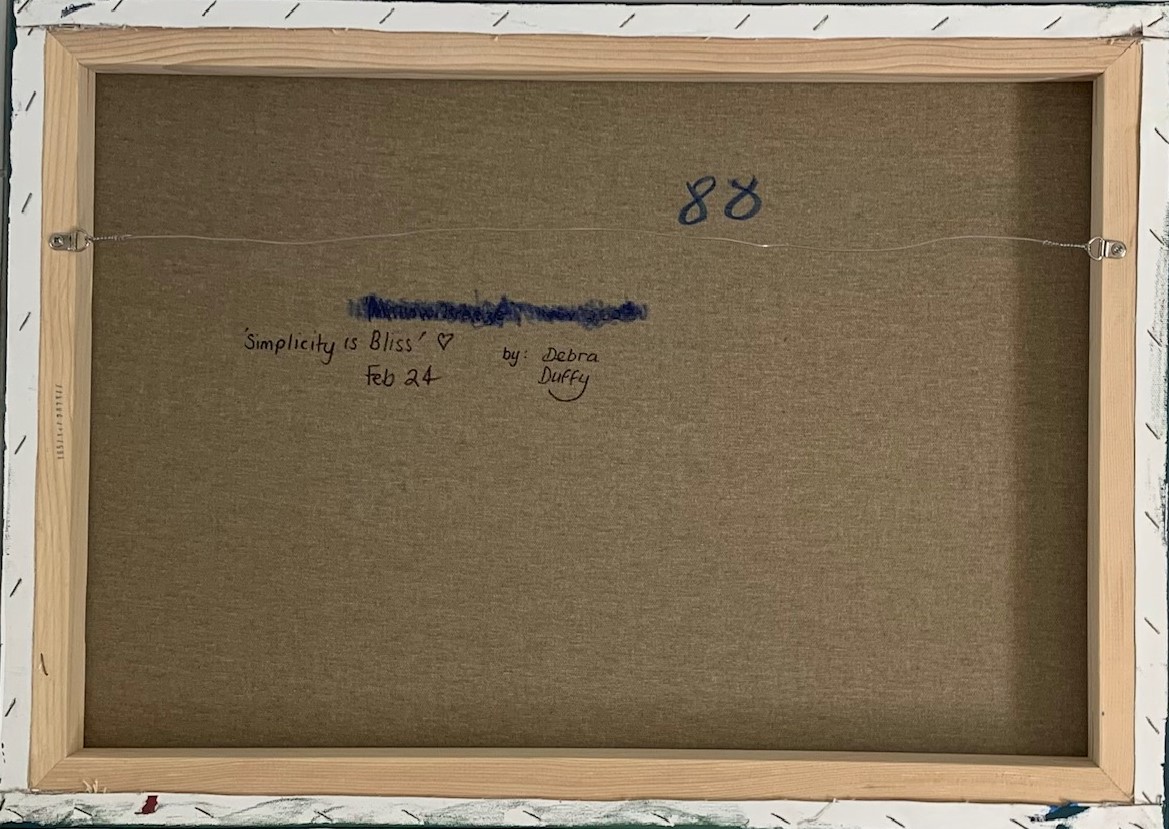 88
'Simplicity is Bliss' ♡ by: Debra
Feb 24 Duffy